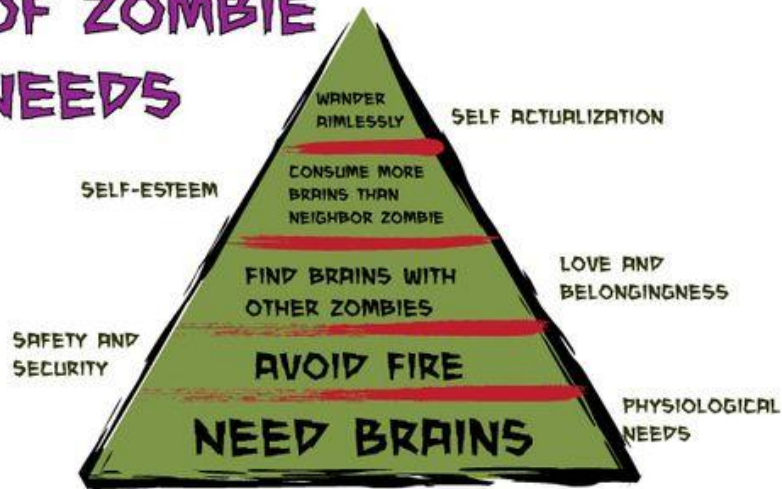 OF ZOMBIE
NEEDS
WANDER
AIMLESSLY
SELF ACTUALIZATION
CONSUME MORE
BRAINS THAN
NEIGHBOR ZOMBIE
SELF-ESTEEM
FIND BRAINS WITH
OTHER ZOMBIES
LOVE AND
BELONGINGNESS
AVOID FIRE
SAFETY AND
SECURITY
NEED BRAINS
PHYSIOLOGICAL
NEEDS